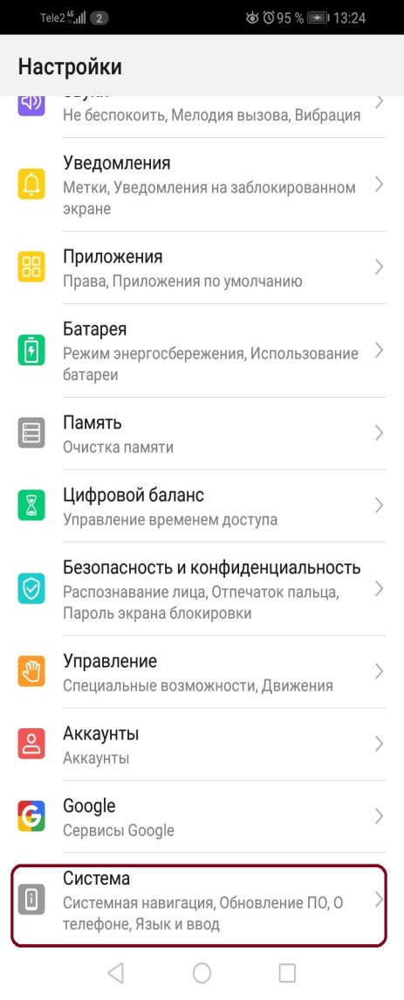 Tele2 4G 2 95 % 13:24
Настройки
Звуки
Не беспокоить, Мелодия вызова, Вибрация
Уведомления
Метки, Уведомления на заблокированном
экране
Приложения
Права, Приложения по умолчанию
Батарея
Режим энергосбережения, Использование
батареи
Память
Очистка памяти
Цифровой баланс
Управление временем доступа
Безопасность и конфиденциальность
Распознавание лица, Отпечаток пальца,
Пароль экрана блокировки
Управление
Специальные возможности, Движения
Аккаунты
Аккаунты
Google
Сервисы Google
Система
Системная навигация, Обновление ПО, О
телефоне, Язык и ввод